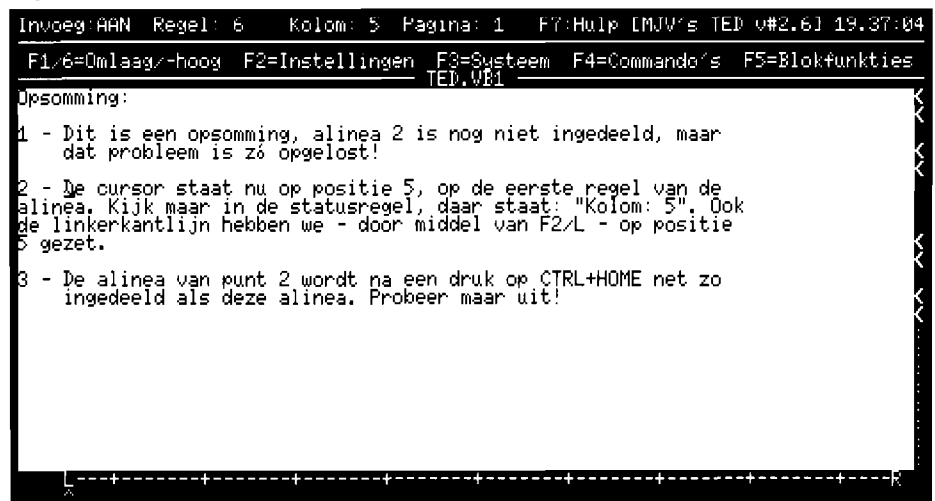 Invoeg:AAN Regel: 6 Kolom: 5 Pagina: 1 F7:Hulp [MJV's TED v#2.6] 19.37:04
F1/6=Omlaag/-hoog F2=Instellingen F3=Systeem F4=Commando's F5=Blokfunkties
TED.VB1
Opsomming:
1 - Dit is een opsomming, alinea 2 is nog niet ingedeeld, maar
dat probleem is zó opgelost!
2 - De cursor staat nu op positie 5, op de eerste regel van de
alinea. Kijk maar in de statusregel, daar staat: "Kolom: 5". Ook
de linkerkantlijn hebben we - door middel van F2/L - op positie
5 gezet.
3 - De alinea van punt 2 wordt na een druk op CTRL+HOME net zo
ingedeeld als deze alinea. Probeer maar uit!
L---+-------+-------+-------+-------+-------+-------+-------+-------+----R
^